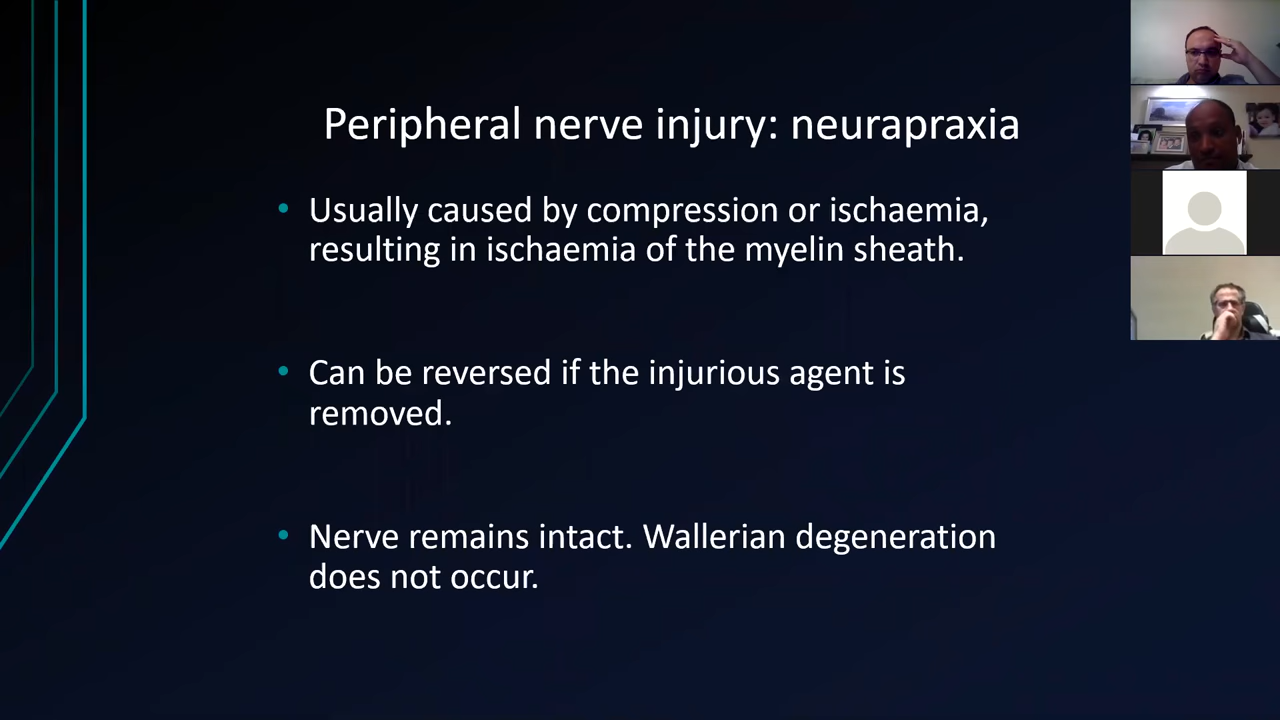 Peripheral nerve injury: neurapraxia
• Usually caused by compression or ischaemia,
resulting in ischaemia of the myelin sheath.
• Can be reversed if the injurious agent is
removed.
• Nerve remains intact. Wallerian degeneration
does not occur.